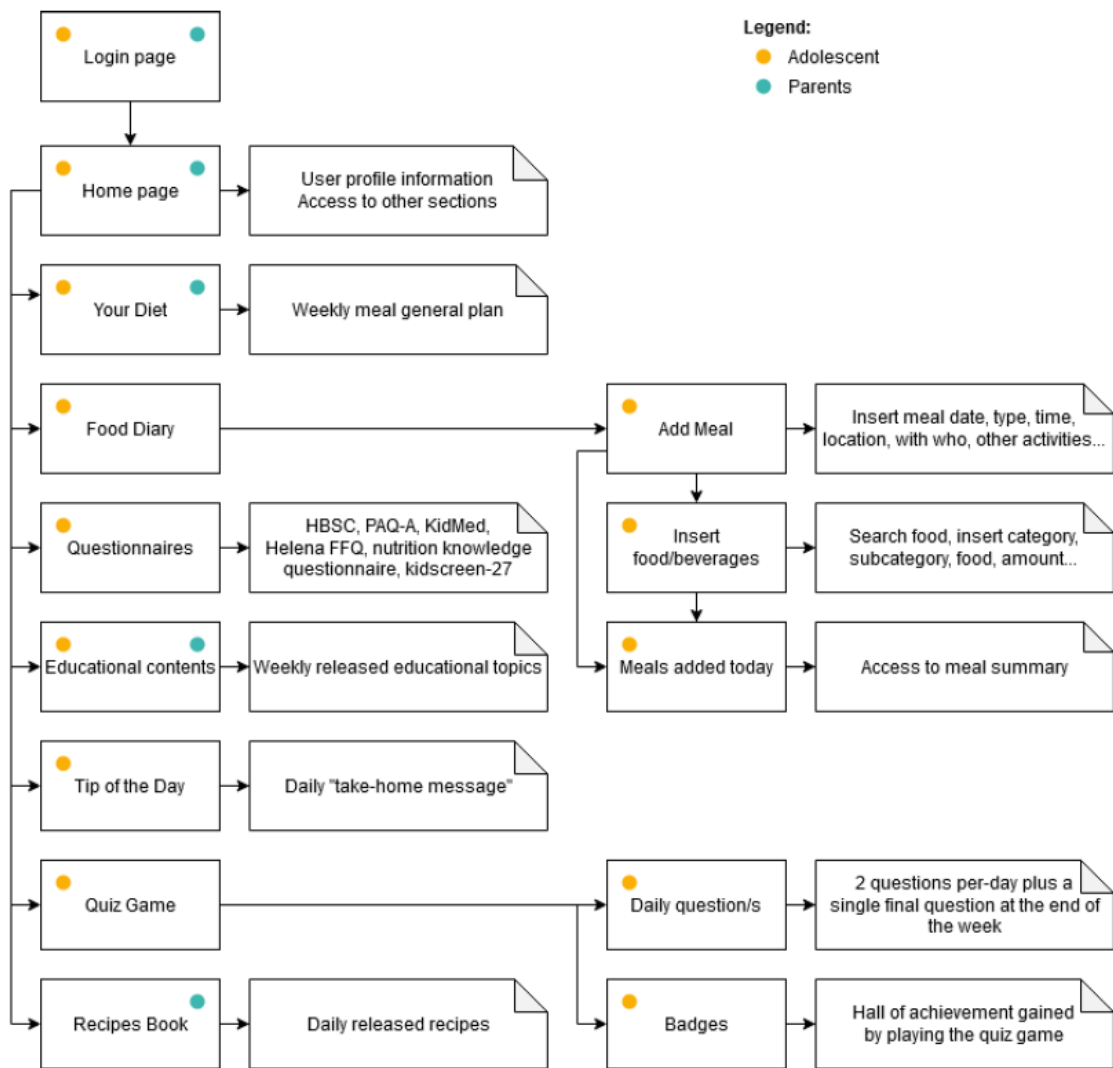 Login page
Legend:
Adolescent
Parents
Home page
User profile information
Access to other sections
Your Diet
Weekly meal general plan
Food Diary
Add Meal
Insert meal date, type, time,
location, with who, other activities...
Questionnaires
HBSC, PAQ-A, KidMed,
Helena FFQ, nutrition knowledge
questionnaire, kidscreen-27
Insert
food/beverages
Search food, insert category,
subcategory, food, amount...
Educational contents
Weekly released educational topics
Meals added today
Access to meal summary
Tip of the Day
Daily "take-home message"
Quiz Game
Daily question/s
2 questions per-day plus a
single final question at the end of
the week
Recipes Book
Daily released recipes
Badges
Hall of achievement gained
by playing the quiz game